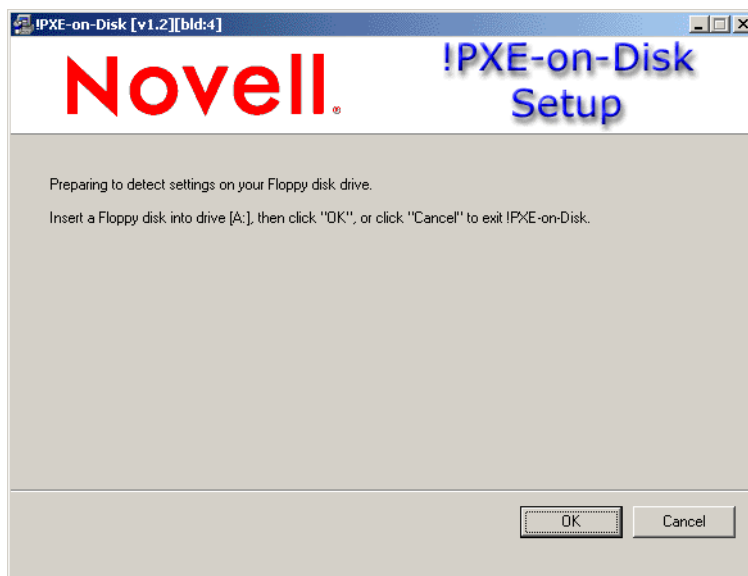 !PXE-on-Disk [v1.2][bld:4]
Novell®
!PXE-on-Disk
Setup
Preparing to detect settings on your Floppy disk drive.
Insert a Floppy disk into drive [A:], then click "OK", or click "Cancel" to exit !PXE-on-Disk.
OK
Cancel